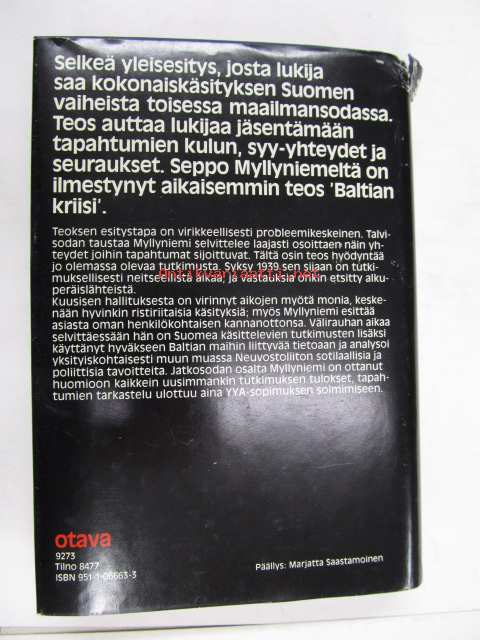 Selkeä yleisesitys, josta lukija
saa kokonaiskäsityksen Suomen
vaiheista toisessa maailmansodassa.
Teos auttaa lukijaa jäsentämään
tapahtumien kulun, syy-yhteydet ja
seuraukset. Seppo Myllyniemeltä on
ilmestynyt aikaisemmin teos 'Baltian
kriisi'.
Teoksen esitystapa on virikkeellisesti probleemikeskeinen. Talvi-
sodan taustaa Myllyniemi selvittelee laajasti osoittaen näin yh-
teydet joihin tapahtumat sijoittuvat. Tältä osin teos hyödyntää
jo olemassa olevaa tutkimusta. Syksy 1939 sen sijaan on tutki-
muksellisesti neitseellistä aikaa, ja vastauksia onkin etsitty alku-
peräislähteistä.
Kuusisen hallituksesta on virinnyt aikojen myötä monia, keske-
nään hyvinkin ristiriitaisia käsityksiä; myös Myllyniemi esittää
asiasta oman henkilökohtaisen kannanottonsa. Välirauhan aikaa
selvittäessään hän on Suomea käsittelevien tutkimusten lisäksi
käyttänyt hyväkseen Baltian maihin liittyvää tietoaan ja analysoi
yksityiskohtaisesti muun muassa Neuvostoliiton sotilaallisia ja
poliittisia tavoitteita. Jatkosodan osalta Myllyniemi on ottanut
huomioon kaikkein uusimmankin tutkimuksen tulokset, tapah-
tumien tarkastelu ulottuu aina YYA-sopimuksen solmimiseen.
otava
9273
Tilno 8477
ISBN 951-1-06663-3
Päällys: Marjatta Saastamoinen